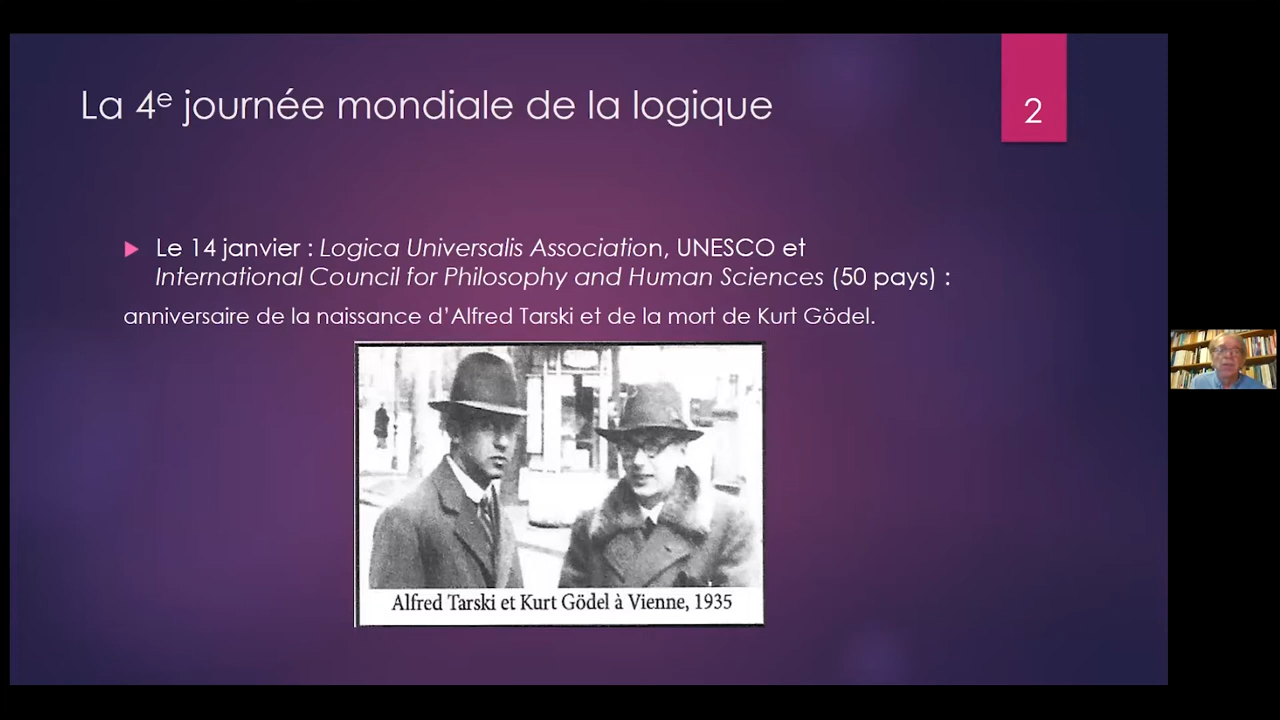 La 4e journée mondiale de la logique
2
Le 14 janvier : Logica Universalis Association, UNESCO et
International Council for Philosophy and Human Sciences (50 pays) :
anniversaire de la naissance d'Alfred Tarski et de la mort de Kurt Gödel.
Alfred Tarski et Kurt Gödel à Vienne, 1935